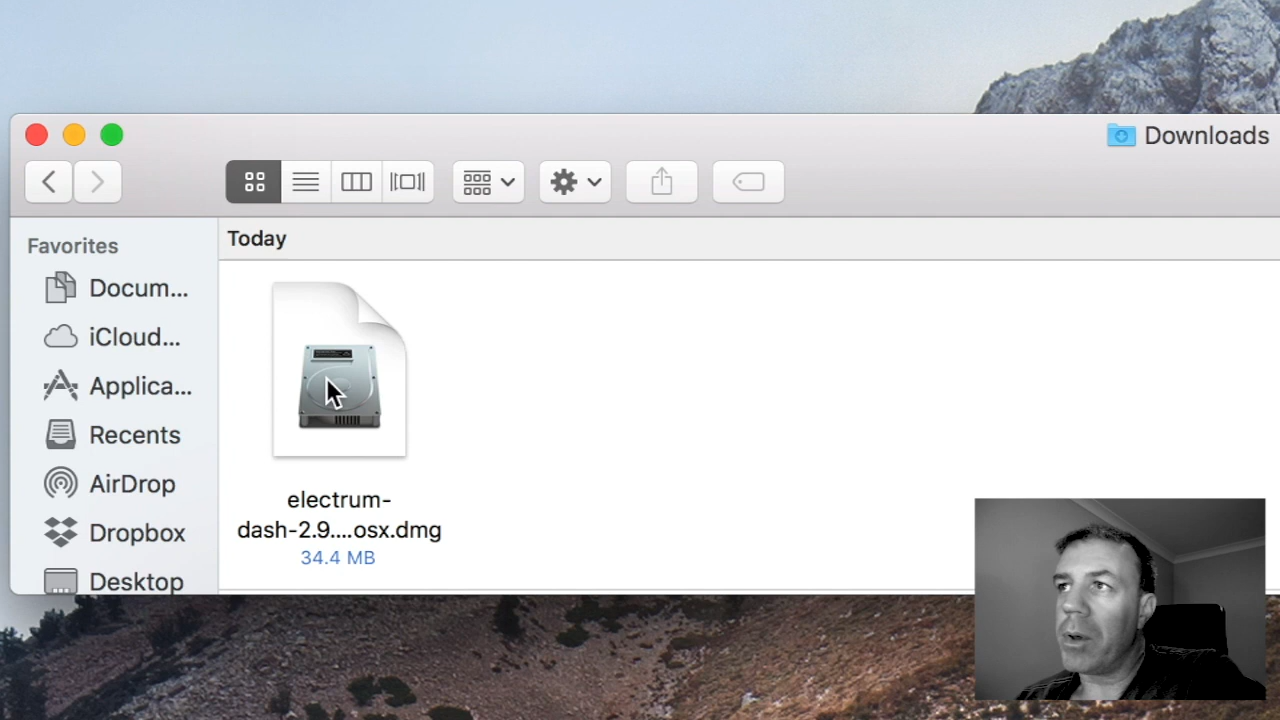 Downloads
Favorites
Today
Docum...
iCloud...
Applica...
Recents
AirDrop
Dropbox
Desktop
electrum-
dash-2.9....osx.dmg
34.4 MB